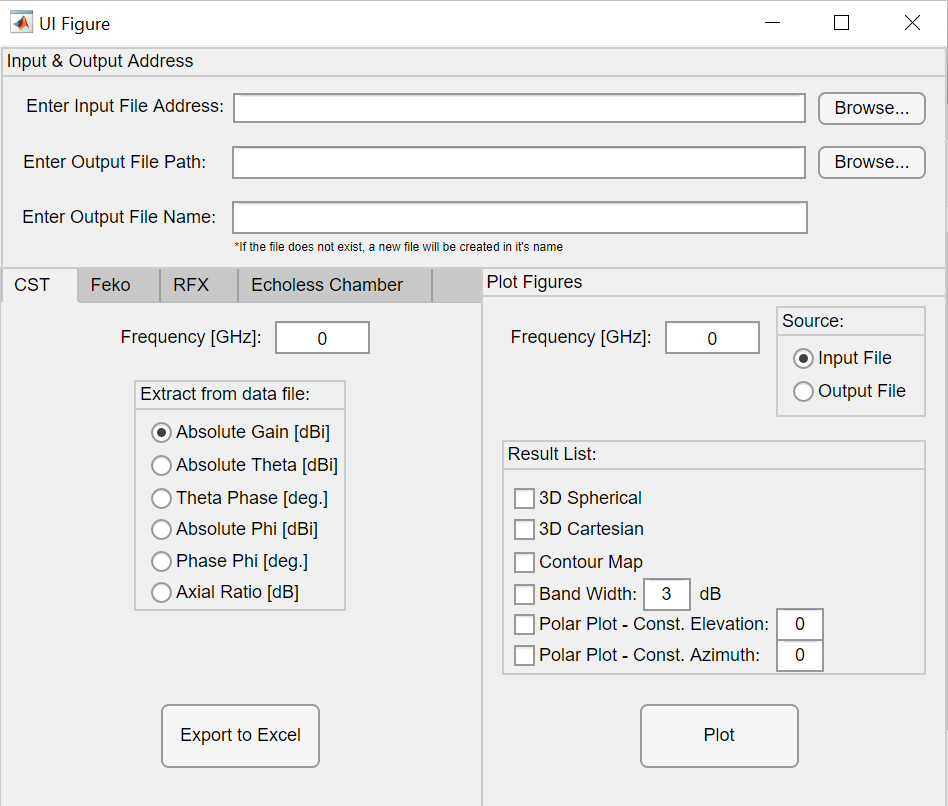 UI Figure
Input & Output Address
Enter Input File Address:
Browse...
Enter Output File Path:
Browse...
Enter Output File Name:
*If the file does not exist, a new file will be created in it's name
CST Feko RFX Echoless Chamber
Frequency [GHz]: 0
Extract from data file:
Absolute Gain [dBi]
Absolute Theta [dBi]
Theta Phase [deg.]
Absolute Phi [dBi]
Phase Phi [deg.]
Axial Ratio [dB]
Export to Excel
Plot Figures
Frequency [GHz]: 0
Source:
Input File
Output File
Result List:
3D Spherical
3D Cartesian
Contour Map
Band Width: 3 dB
Polar Plot - Const. Elevation: 0
Polar Plot - Const. Azimuth: 0
Plot